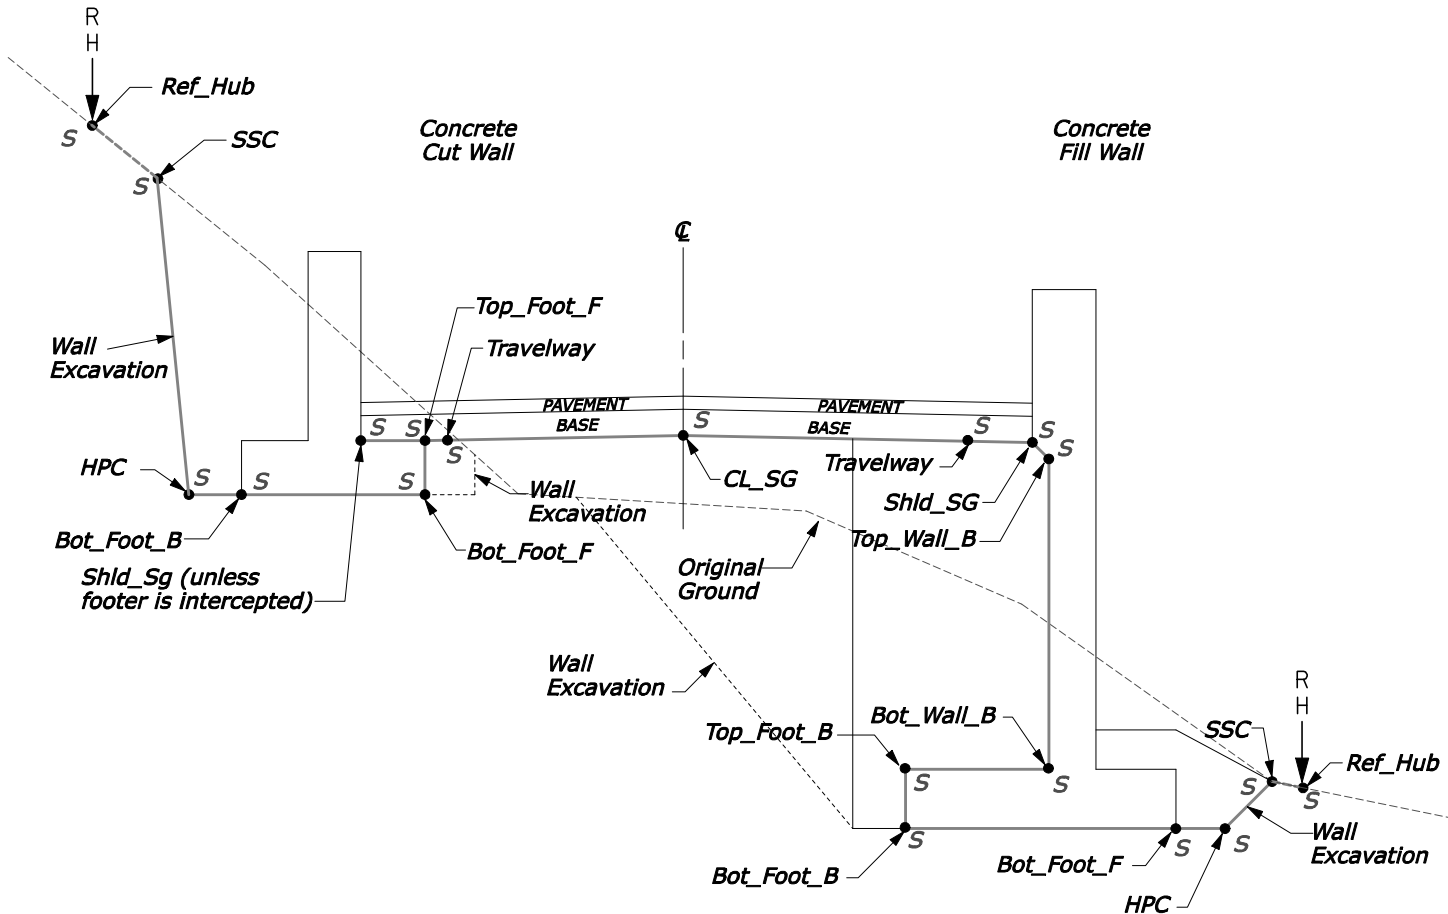 R
H
Ref_Hub
S
SSC
S
Concrete
Cut Wall
Concrete
Fill Wall
℄
Top_Foot_F
Travelway
Wall
Excavation
PAVEMENT
PAVEMENT
BASE
BASE
S
S
S
S
S
S
S
S
HPC
S
S
S
Travelway
CL_SG
Shld_SG
Wall
Excavation
Bot_Foot_B
Bot_Foot_F
Top_Wall_B
Shld_Sg (unless
footer is intercepted)
Original
Ground
Wall
Excavation
R
H
Bot_Wall_B
Top_Foot_B
SSC
Ref_Hub
S
S
S
S
S
S
S
Wall
Excavation
Bot_Foot_F
Bot_Foot_B
HPC